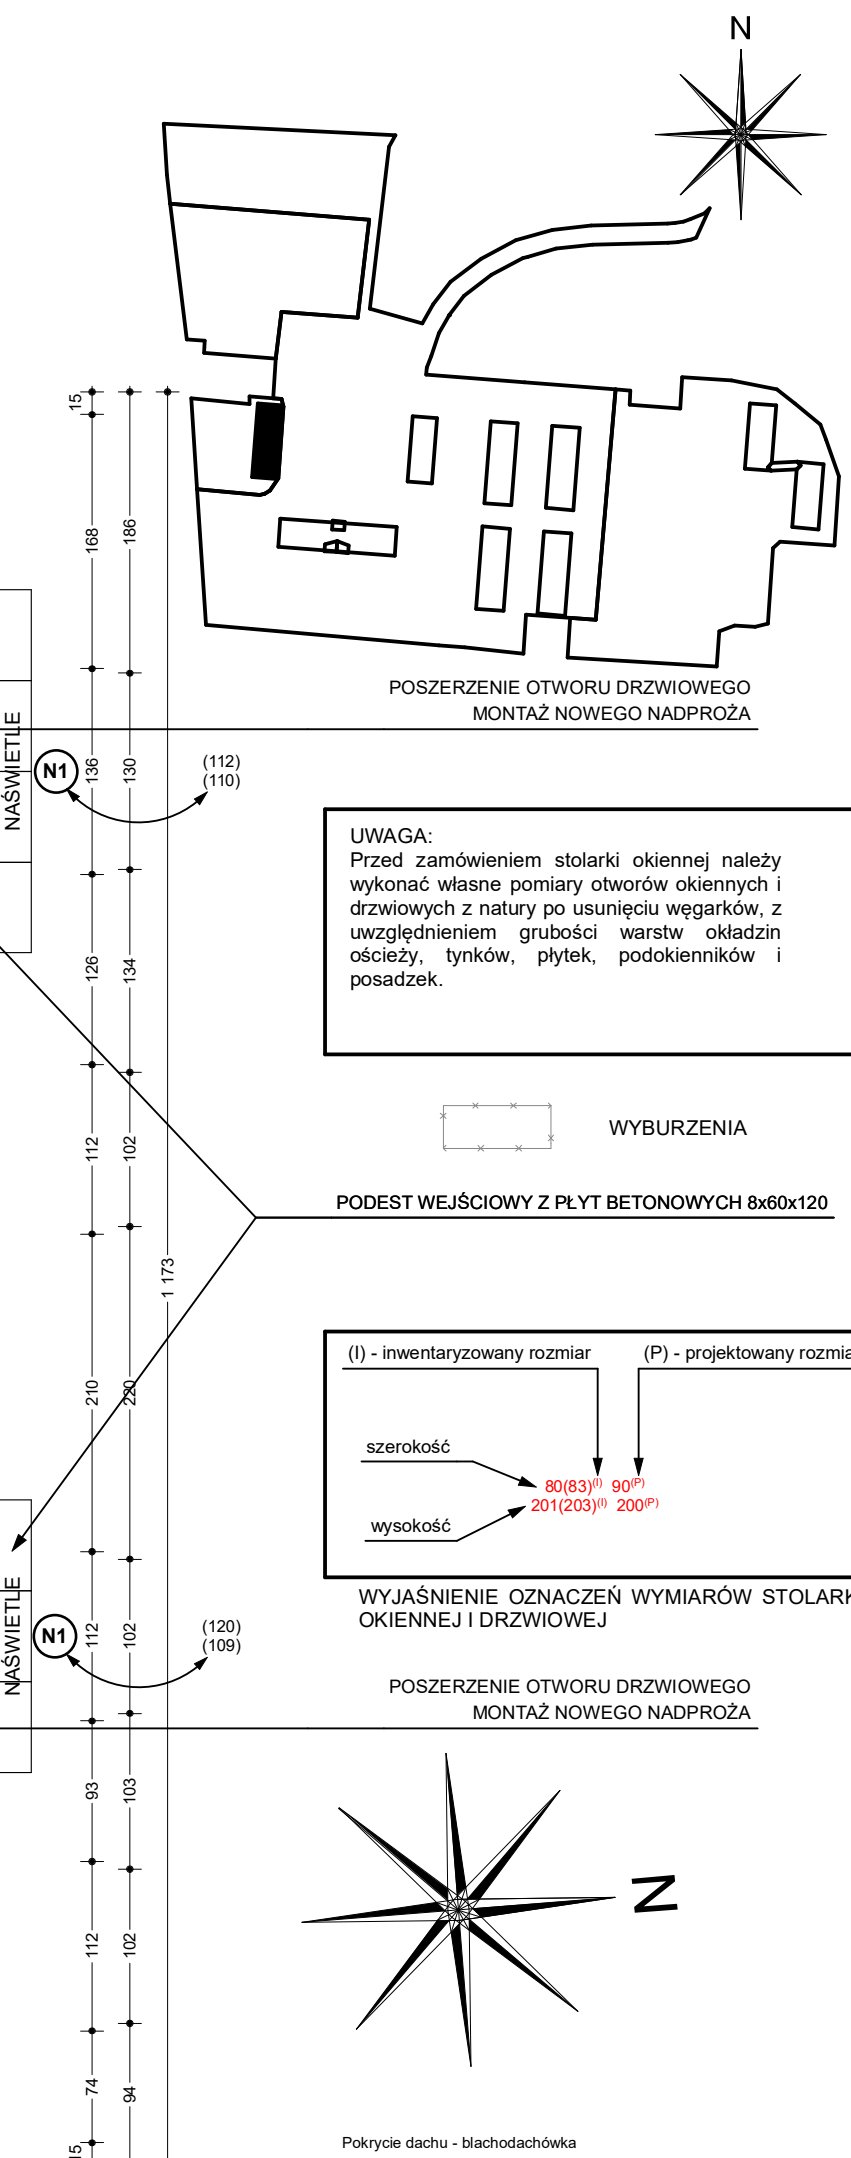 N
15
168
186
POSZERZENIE OTWORU DRZWIOWEGO
MONTAŻ NOWEGO NADPROŻA
NAŚWIETLE
N1
136
130
(112)
(110)
UWAGA:
Przed zamówieniem stolarki okiennej należy
wykonać własne pomiary otworów okiennych i
drzwiowych z natury po usunięciu węgarków, z
uwzględnieniem grubości warstw okładzin
ościeży, tynków, płytek, podokienników i
posadzek.
126
134
112
102
WYBURZENIA
PODEST WEJŚCIOWY Z PŁYT BETONOWYCH 8x60x120
1 173
210
220
(I) - inwentaryzowany rozmiar
(P) - projektowany rozmia
szerokość
80(83)(I) 90(P)
201(203)(I) 200(P)
wysokość
WYJAŚNIENIE OZNACZEŃ WYMIARÓW STOLARK
OKIENNEJ I DRZWIOWEJ
NAŚWIETLE
N1
112
102
(120)
(109)
POSZERZENIE OTWORU DRZWIOWEGO
MONTAŻ NOWEGO NADPROŻA
93
103
N
112
102
74
94
15
Pokrycie dachu - blachodachówka